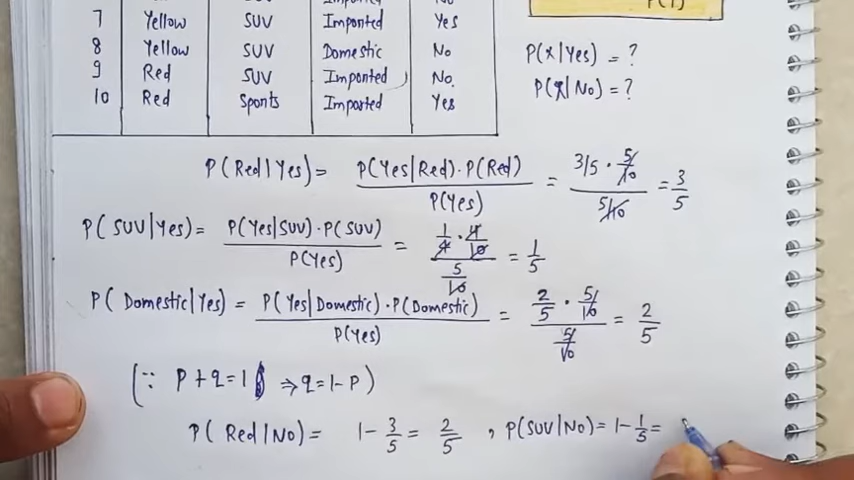 P(Y)
Imported No
7 Yellow SUV Imported Yes
8 Yellow SUV Domestic No
9 Red SUV Imported No
10 Red Sports Imported Yes
P(X|Yes) = ?
P(X|No) = ?
P(Red|Yes) = P(Yes|Red).P(Red) / P(Yes) = 3/5 . 5/10 / 5/10 = 3/5
P(SUV|Yes) = P(Yes|SUV).P(SUV) / P(Yes) = 1/4 . 4/10 / 5/10 = 1/5
P(Domestic|Yes) = P(Yes|Domestic).P(Domestic) / P(Yes) = 2/5 . 5/10 / 5/10 = 2/5
(∵ P+q=1 ⇒ q=1-P)
P(Red|No) = 1 - 3/5 = 2/5 , P(SUV|No) = 1 - 1/5 =